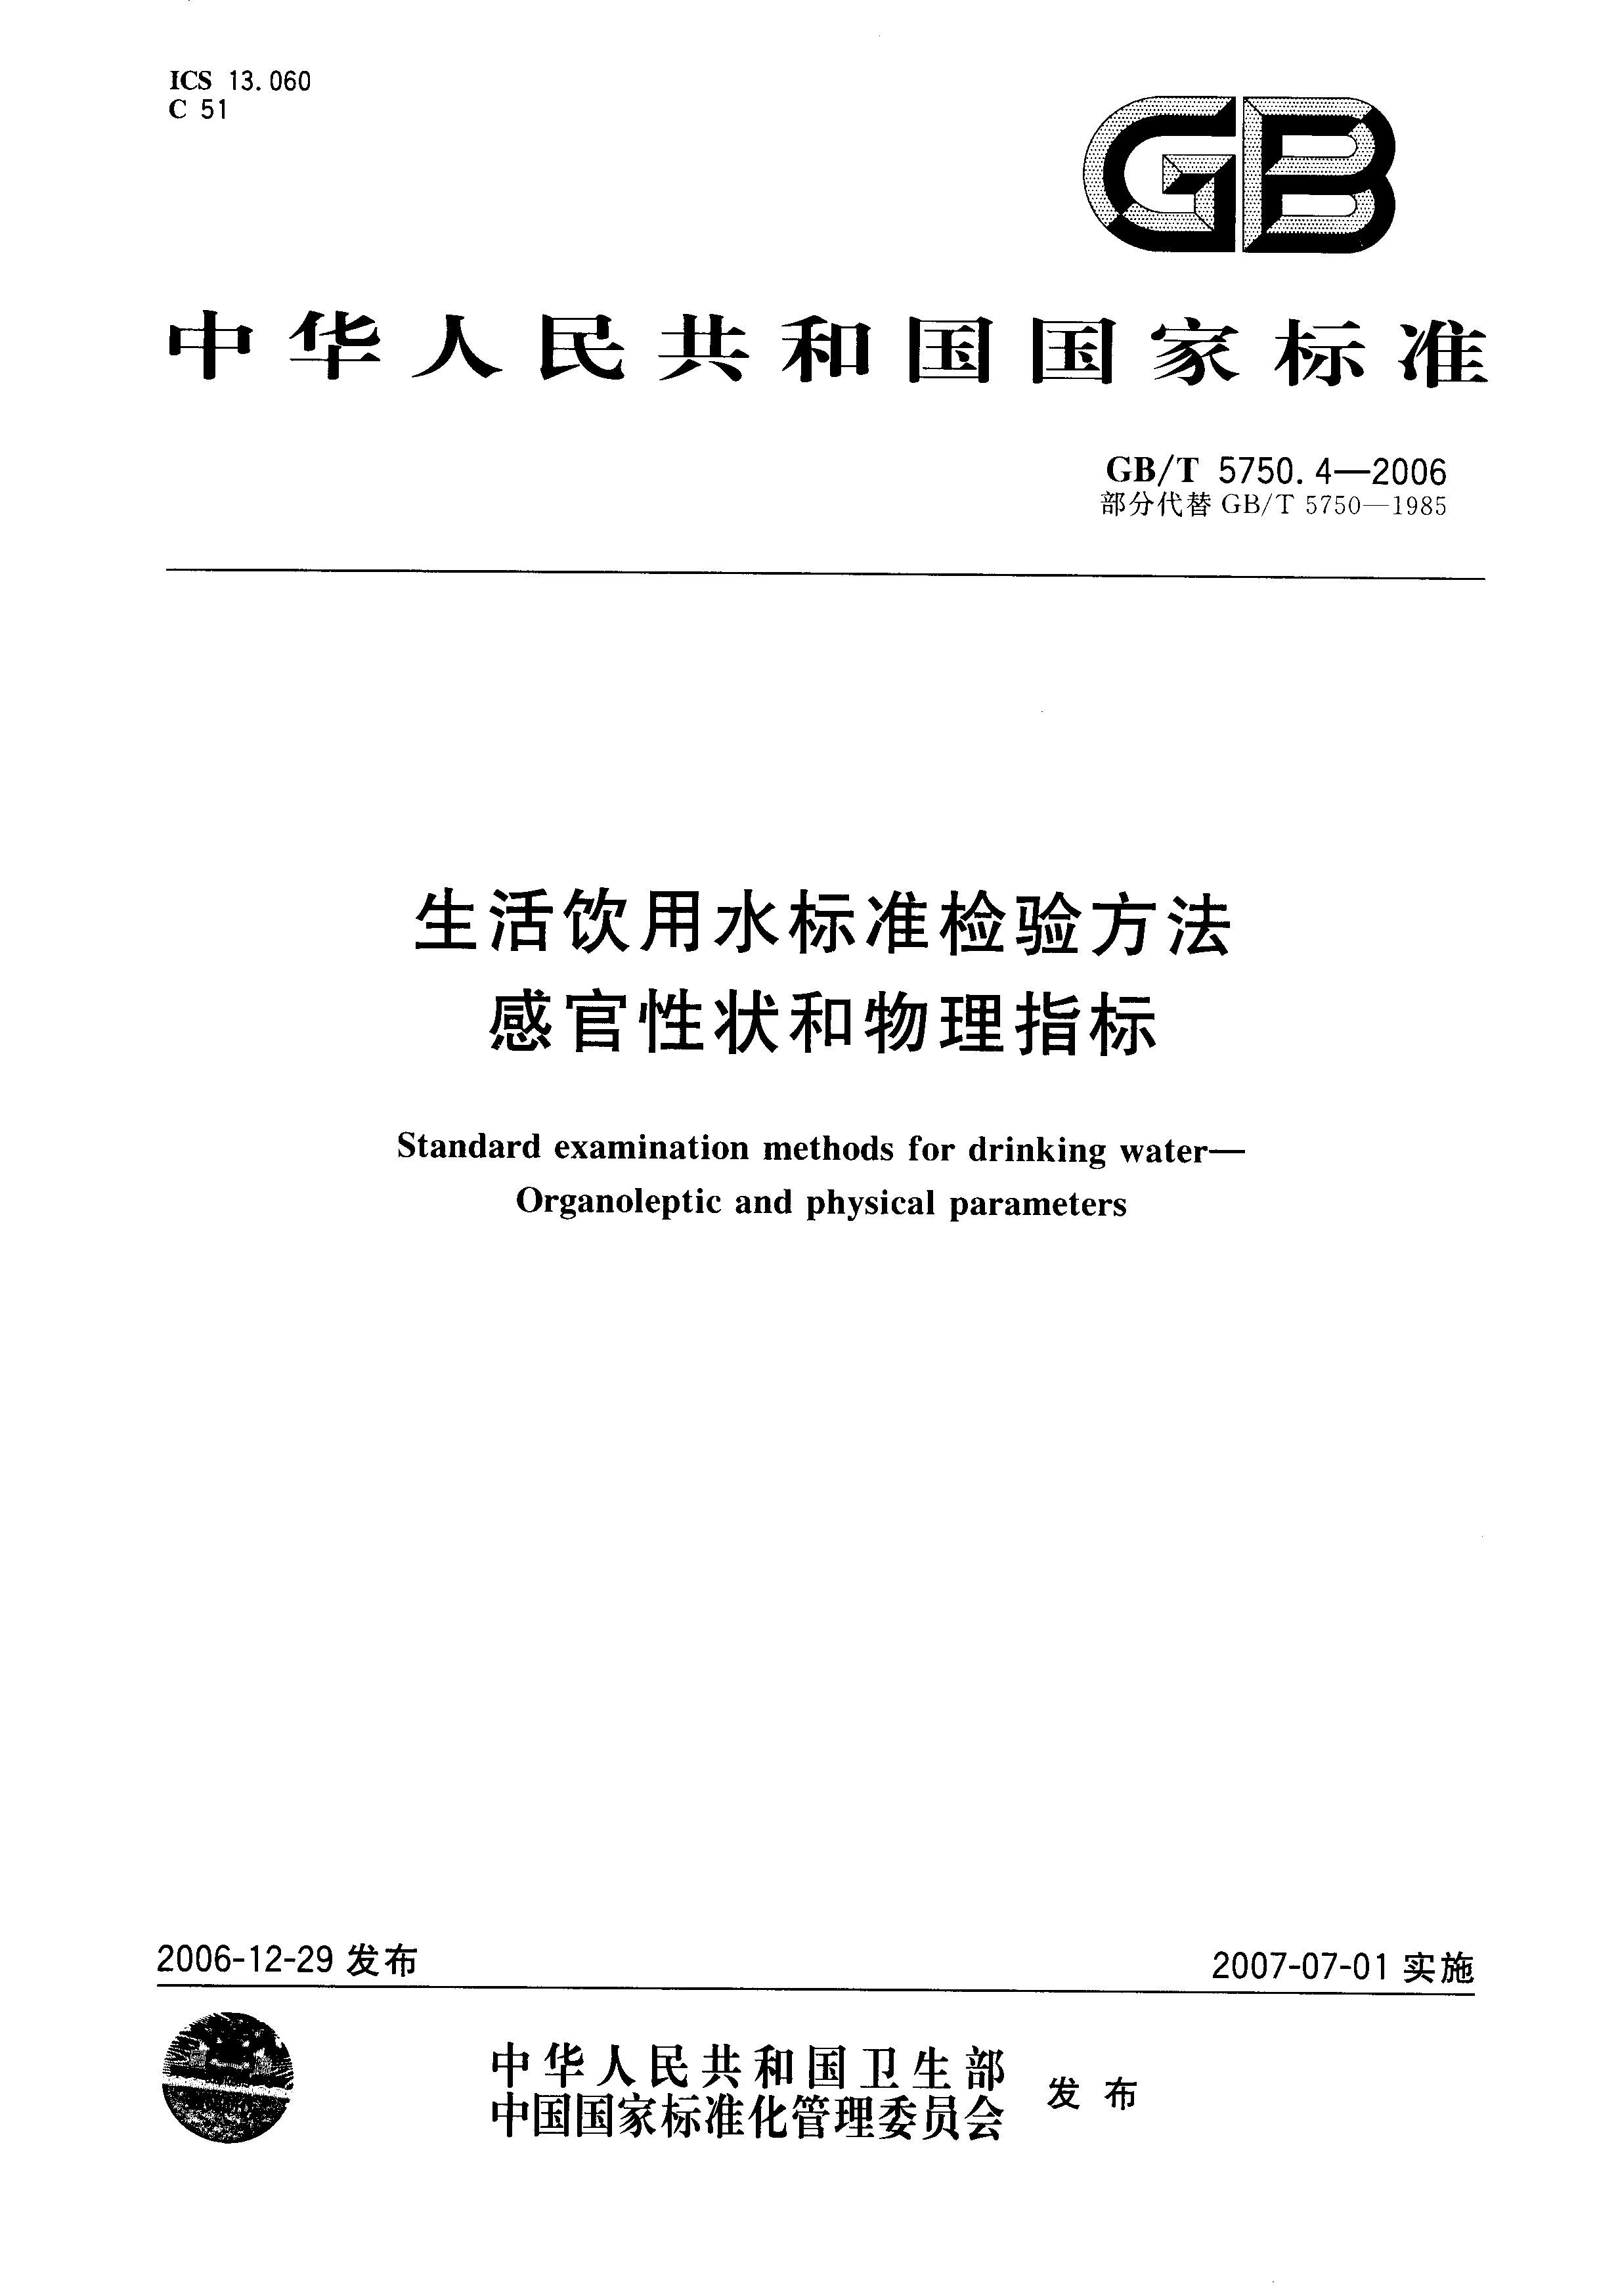 ICS 13.060
C 51
GB
中华人民共和国国家标准
GB/T 5750.4—2006
部分代替 GB/T 5750—1985
生活饮用水标准检验方法
感官性状和物理指标
Standard examination methods for drinking water—
Organoleptic and physical parameters
2006-12-29 发布
2007-07-01 实施
中华人民共和国卫生部
中国国家标准化管理委员会
发布